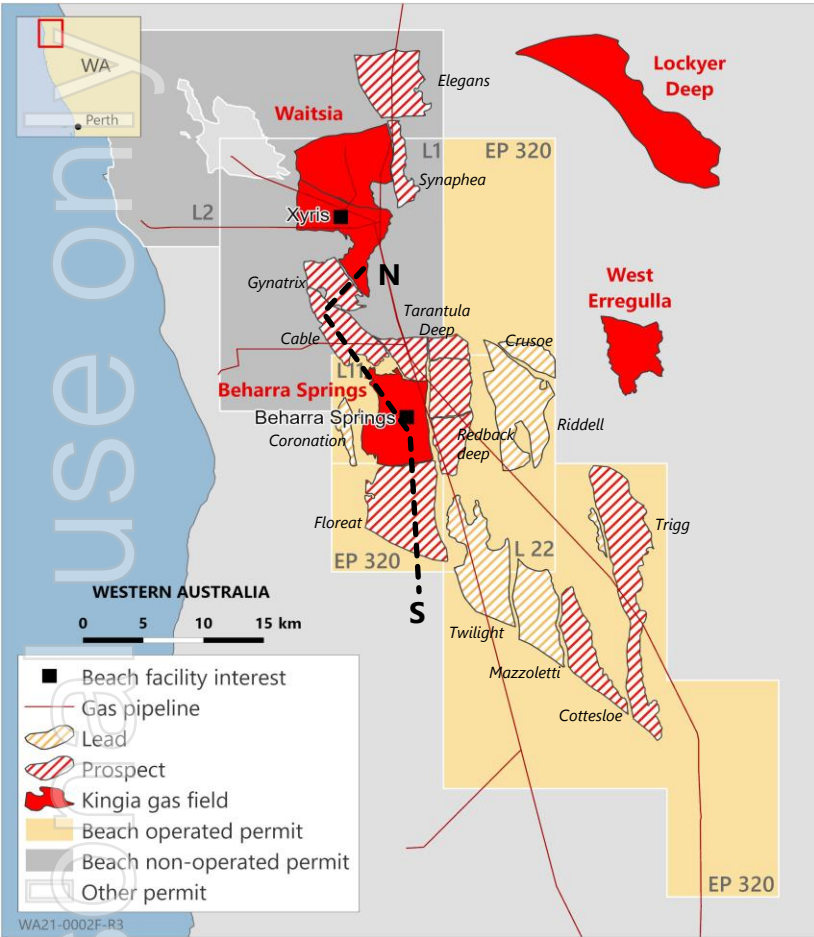 WA
Perth
Elegans
Lockyer
Deep
Waitsia
L1
EP 320
Synaphea
L2
Xyris
N
Gynatrix
West
Erregulla
Tarantula
Deep
Cable
Crusoe
L11
Beharra Springs
Beharra Springs
Riddell
Coronation
Redback
deep
Floreat
Trigg
L 22
EP 320
WESTERN AUSTRALIA
0 5 10 15 km
S
Twilight
Mazzoletti
Cottesloe
Beach facility interest
Gas pipeline
Lead
Prospect
Kingia gas field
Beach operated permit
Beach non-operated permit
Other permit
EP 320
WA21-0002F-R3
onal use only